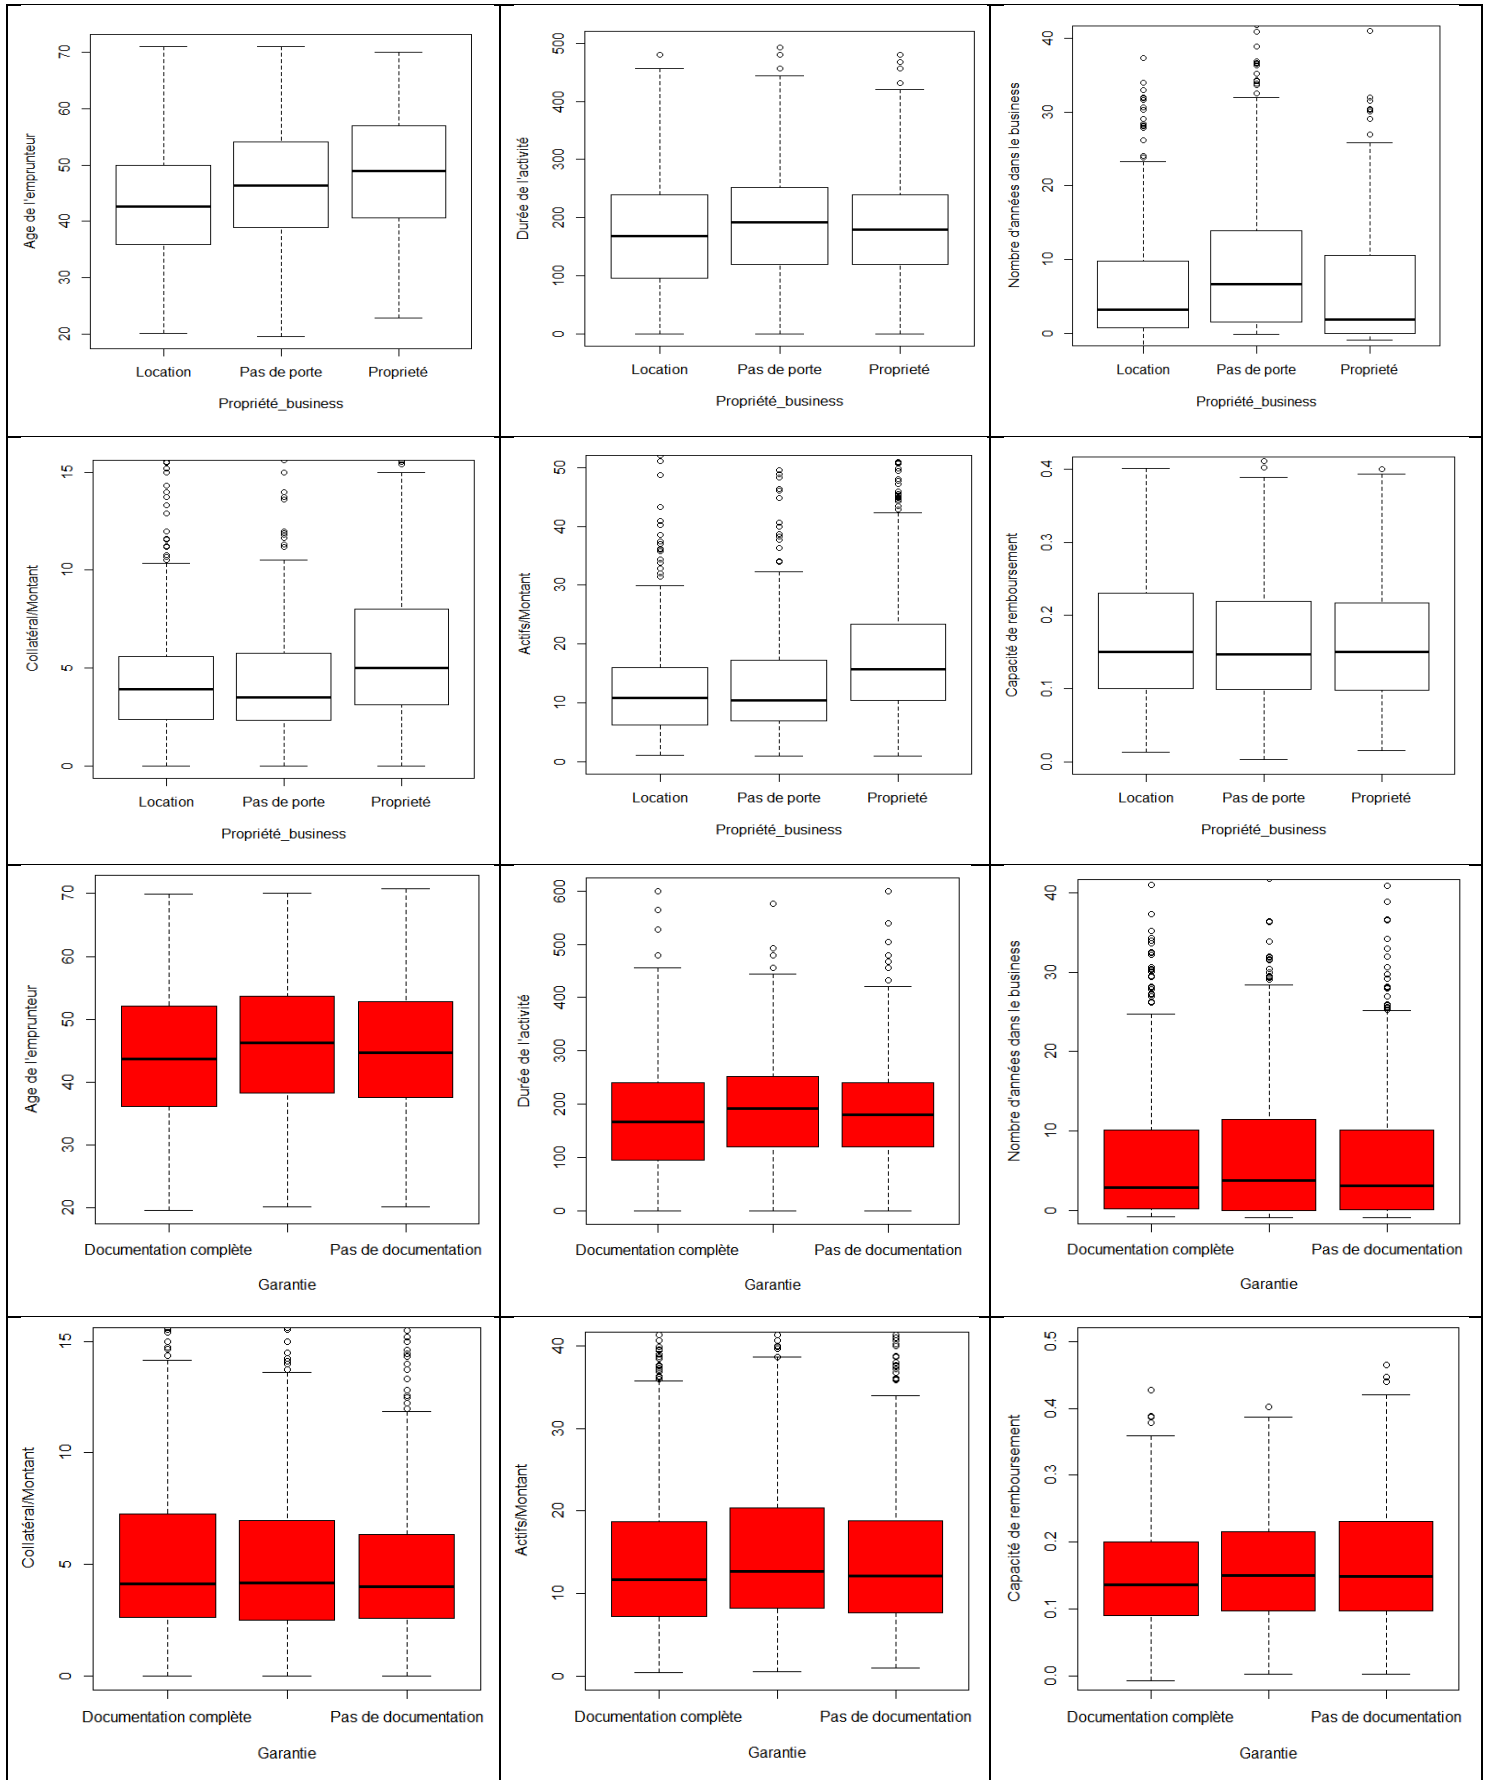 Age de l'emprunteur
70
60
50
40
30
20
Location Pas de porte Proprieté
Propriété_business
Durée de l'activité
500
400
300
200
100
0
Location Pas de porte Proprieté
Propriété_business
Nombre d'années dans le business
40
30
20
10
0
Location Pas de porte Proprieté
Propriété_business
Collatéral/Montant
15
10
5
0
Location Pas de porte Proprieté
Propriété_business
Actifs/Montant
50
40
30
20
10
0
Location Pas de porte Proprieté
Propriété_business
Capacité de remboursement
0.4
0.3
0.2
0.1
0.0
Location Pas de porte Proprieté
Propriété_business
Age de l'emprunteur
70
60
50
40
30
20
Documentation complète Pas de documentation
Garantie
Durée de l'activité
600
500
400
300
200
100
0
Documentation complète Pas de documentation
Garantie
Nombre d'années dans le business
40
30
20
10
0
Documentation complète Pas de documentation
Garantie
Collatéral/Montant
15
10
5
0
Documentation complète Pas de documentation
Garantie
Actifs/Montant
40
30
20
10
0
Documentation complète Pas de documentation
Garantie
Capacité de remboursement
0.5
0.4
0.3
0.2
0.1
0.0
Documentation complète Pas de documentation
Garantie